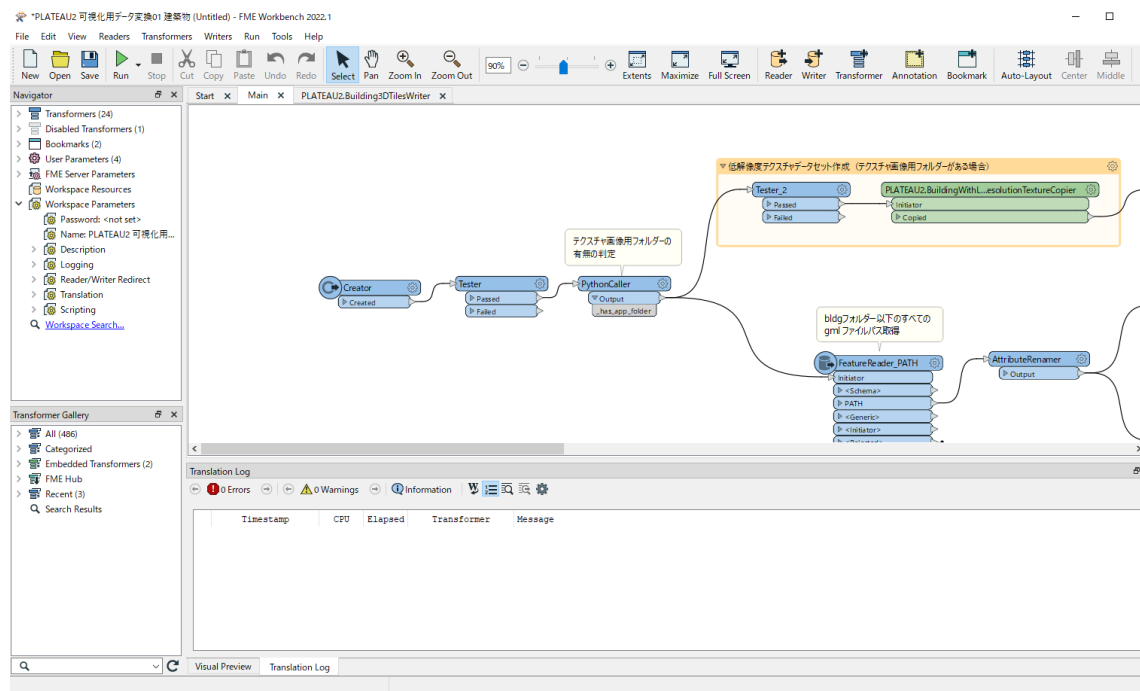 *PLATEAU2 可視化用データ変換01 建築物 (Untitled) - FME Workbench 2022.1
File Edit View Readers Transformers Writers Run Tools Help
New Open Save Run Stop Cut Copy Paste Undo Redo Select Pan Zoom In Zoom Out 90% Extents Maximize Full Screen Reader Writer Transformer Annotation Bookmark Auto-Layout Center Middle
Navigator
Start Main PLATEAU2.Building3DTilesWriter
Transformers (24)
Disabled Transformers (1)
Bookmarks (2)
User Parameters (4)
FME Server Parameters
Workspace Resources
Workspace Parameters
Password: <not set>
Name: PLATEAU2 可視化用...
Description
Logging
Reader/Writer Redirect
Translation
Scripting
Workspace Search...
低解像度テクスチャデータセット作成（テクスチャ画像用フォルダーがある場合）
Tester_2
Passed
Failed
PLATEAU2.BuildingWithL...esolutionTextureCopier
Initiator
Copied
テクスチャ画像用フォルダーの
有無の判定
Creator
Created
Tester
Passed
Failed
PythonCaller
Output
_has_app_folder
bldgフォルダー以下のすべての
gml ファイルパス取得
FeatureReader_PATH
Initiator
<Schema>
PATH
<Generic>
<Initiator>
AttributeRenamer
Output
Transformer Gallery
All (486)
Categorized
Embedded Transformers (2)
FME Hub
Recent (3)
Search Results
Translation Log
0 Errors 0 Warnings Information
Timestamp CPU Elapsed Transformer Message
Visual Preview Translation Log